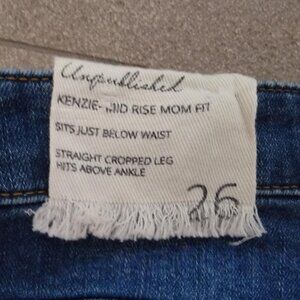 Unpublished
KENZIE- MID RISE MOM FIT
SITS JUST BELOW WAIST
STRAIGHT CROPPED LEG
HITS ABOVE ANKLE
26